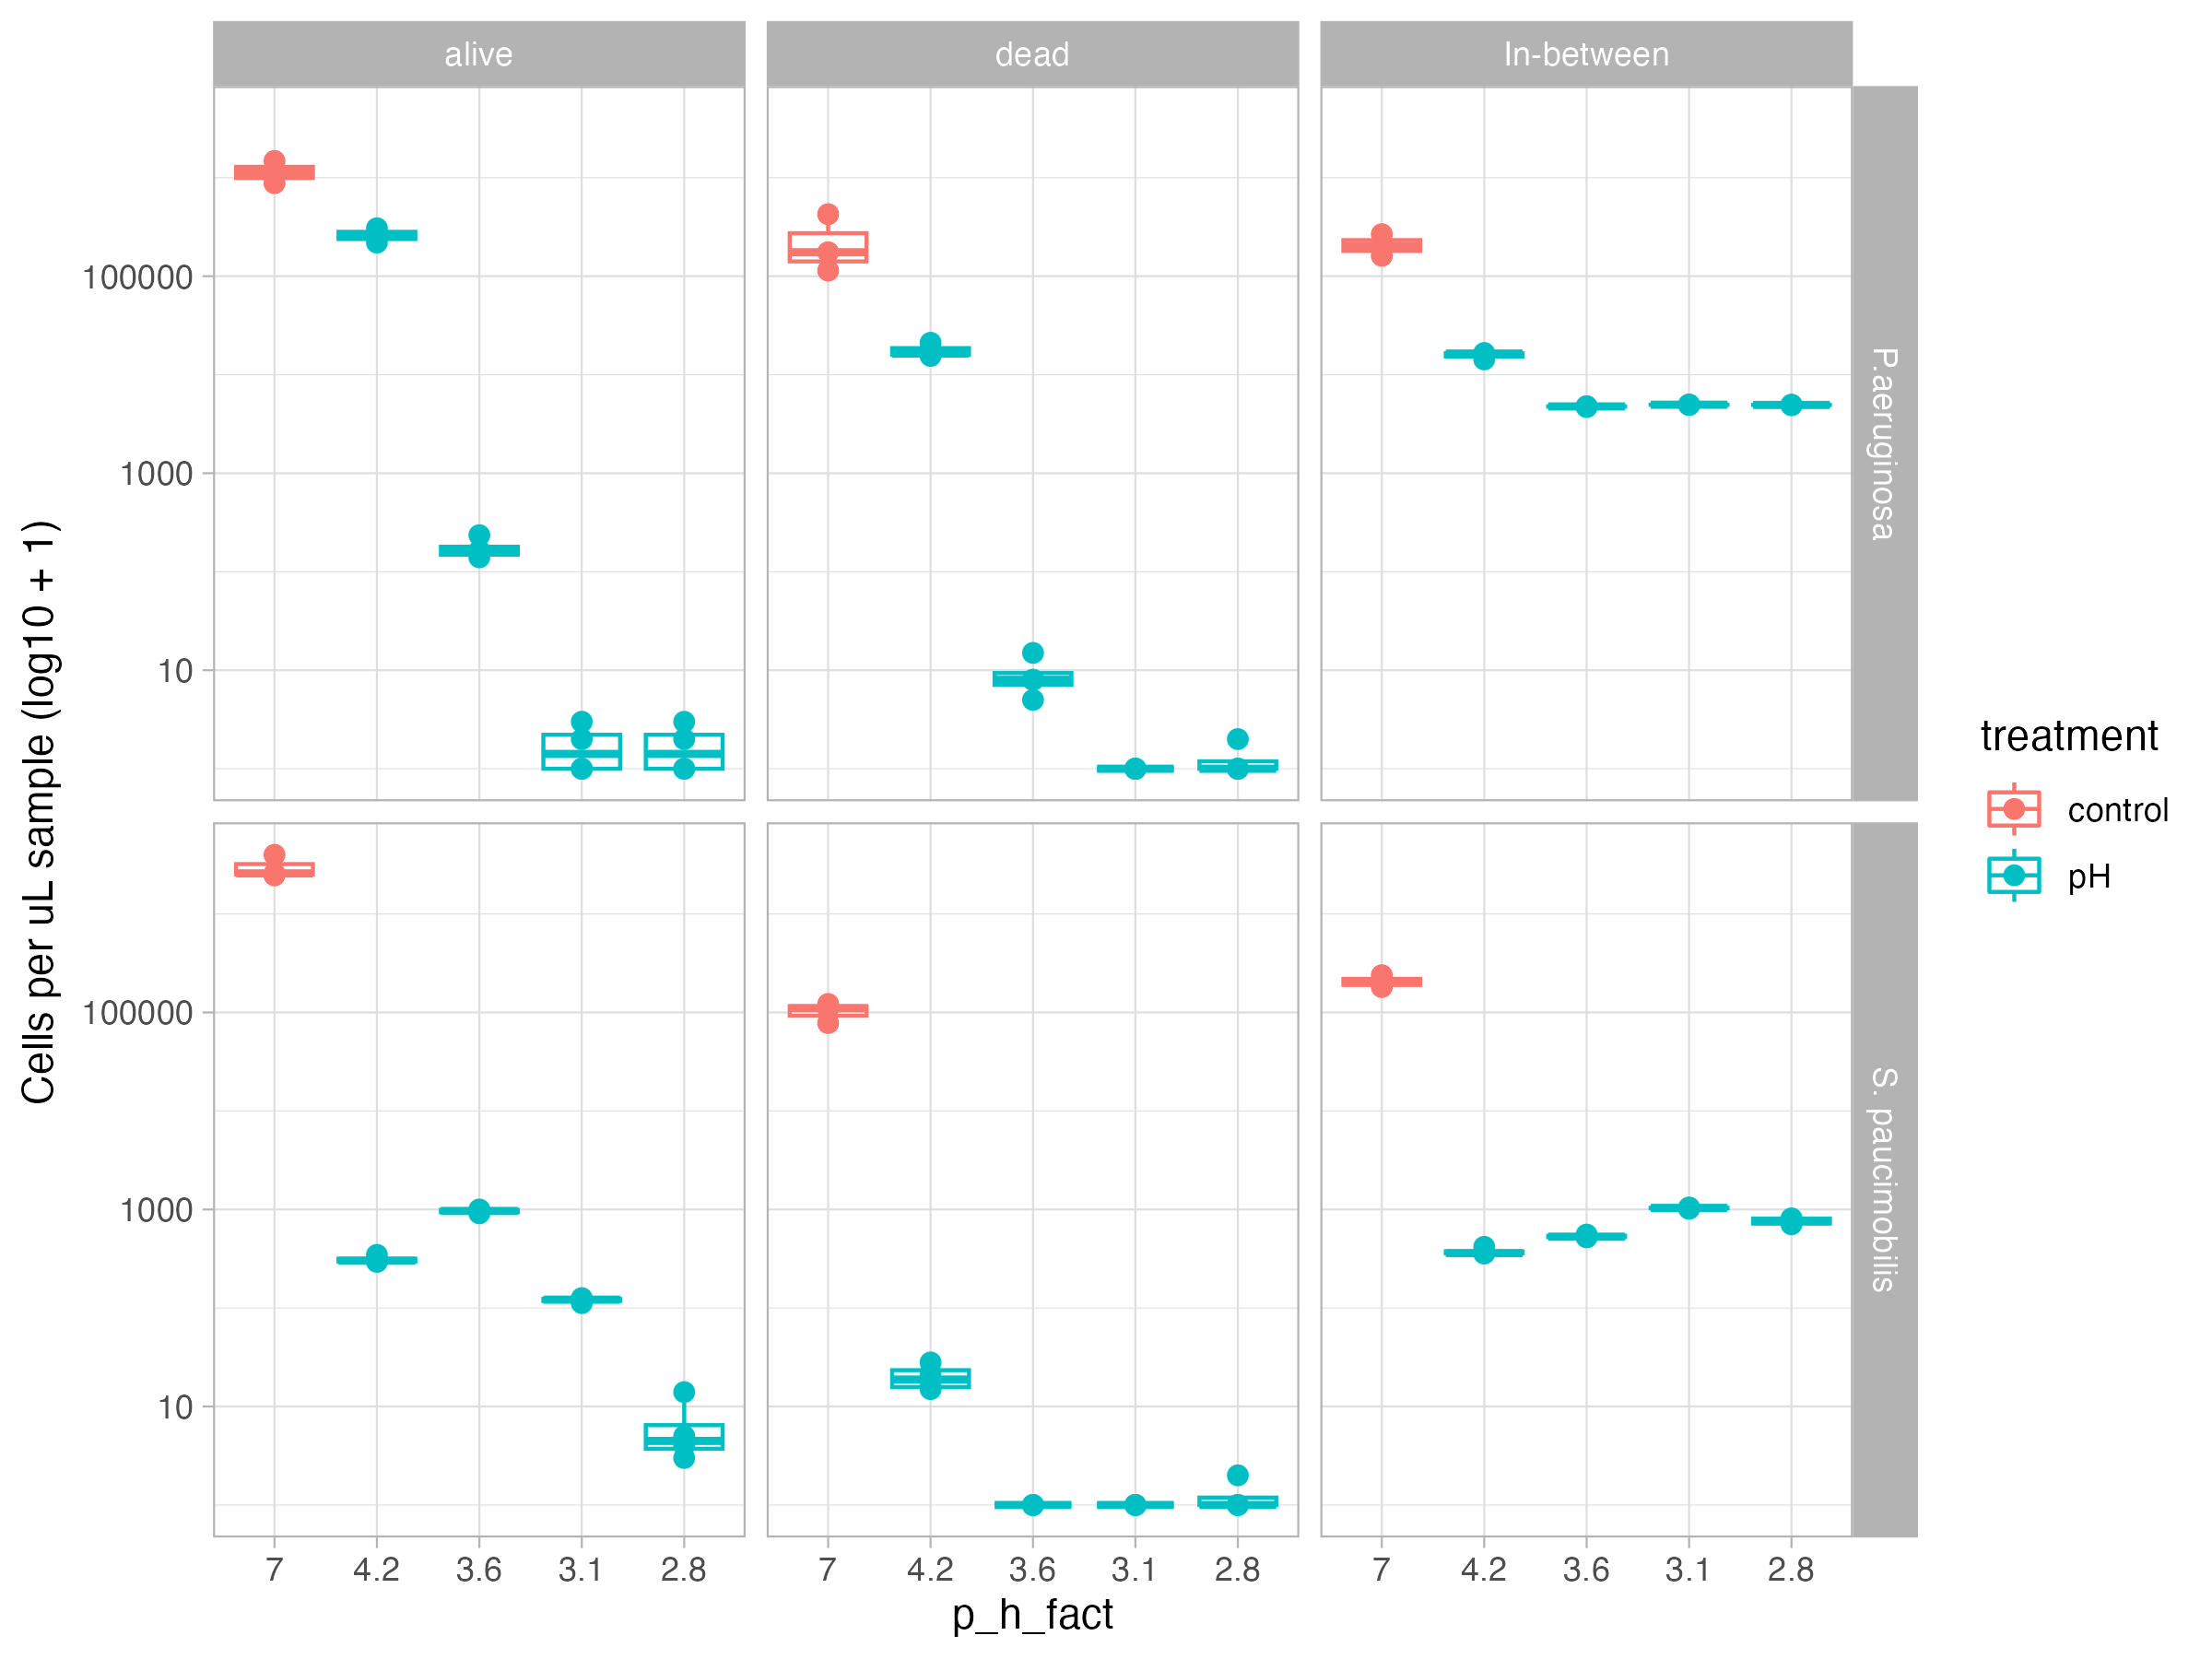 alive
dead
In-between
100000
1000
10
P.aeruginosa
100000
1000
10
S. paucimobilis
Cells per uL sample (log10 + 1)
7 4.2 3.6 3.1 2.8
7 4.2 3.6 3.1 2.8
7 4.2 3.6 3.1 2.8
p_h_fact
treatment
control
pH